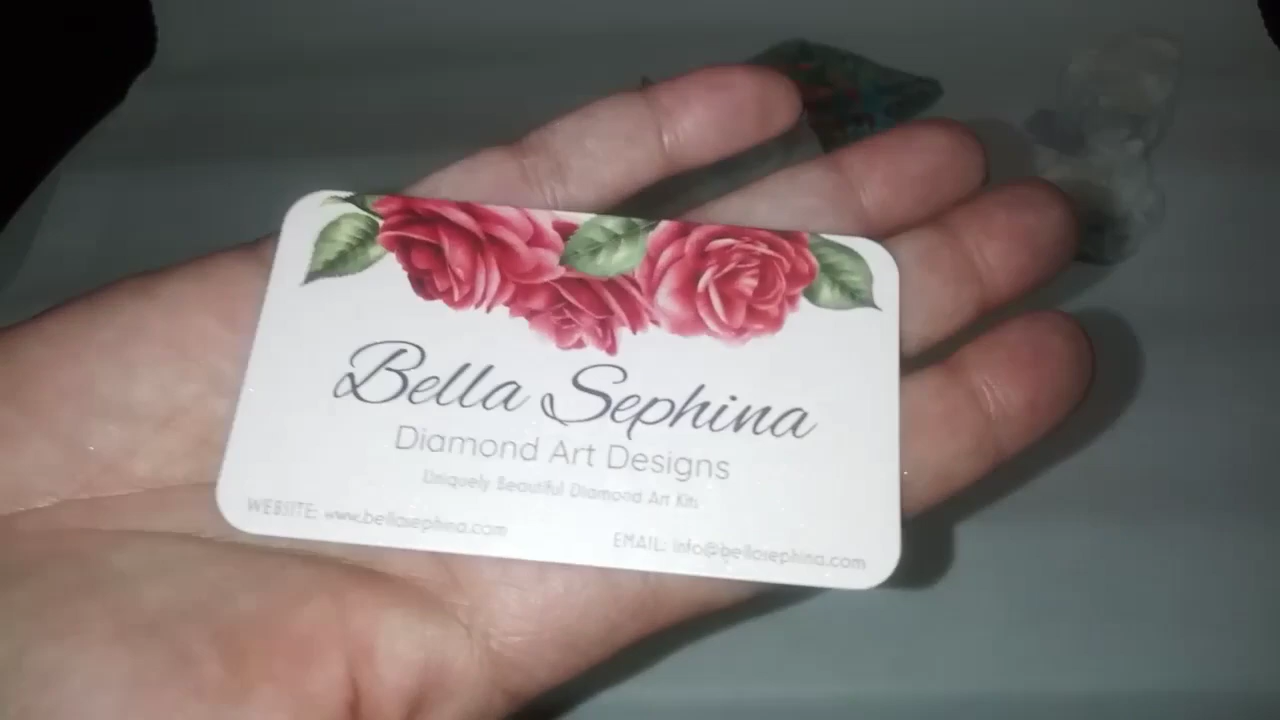 Bella Sephina
Diamond Art Designs
Uniquely Beautiful Diamond Art Kits
WEBSITE: www.bellasephina.com
EMAIL: info@bellasephina.com